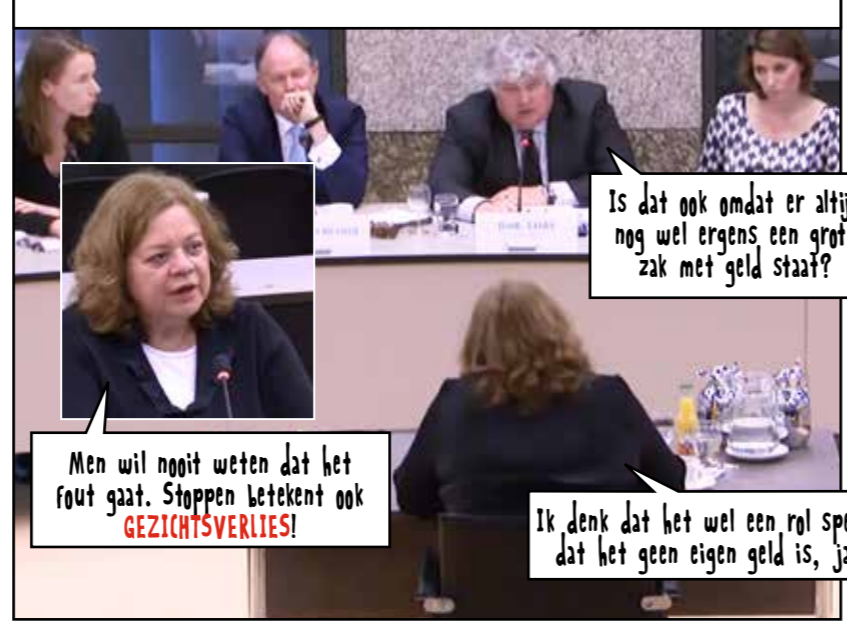 Is dat ook omdat er altij
nog wel ergens een grot
zak met geld staat?
Men wil nooit weten dat het
fout gaat. Stoppen betekent ook
GEZICHTSVERLIES!
Ik denk dat het wel een rol spe
dat het geen eigen geld is, ja